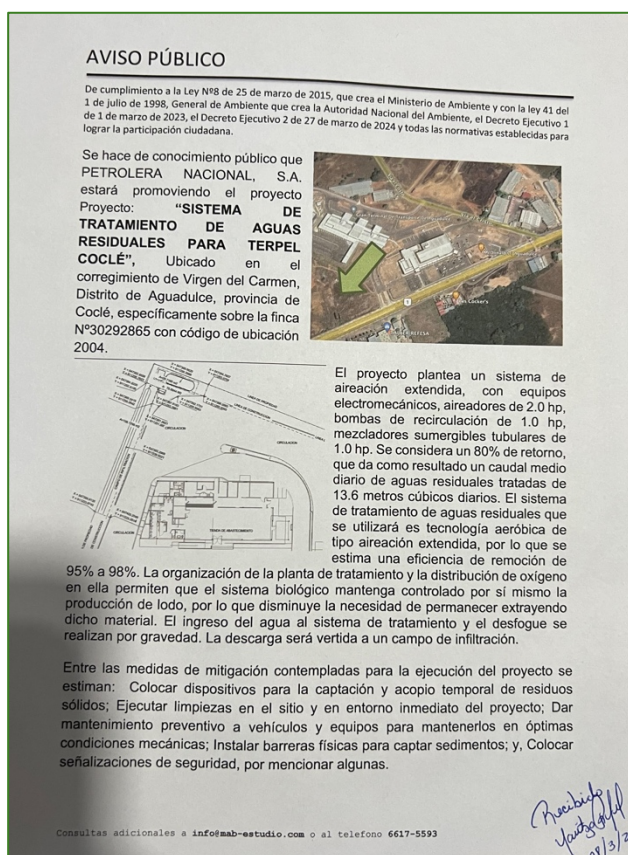 AVISO PÚBLICO
De cumplimiento a la Ley Nº8 de 25 de marzo de 2015, que crea el Ministerio de Ambiente y con la ley 41 del
1 de julio de 1998, General de Ambiente que crea la Autoridad Nacional del Ambiente, el Decreto Ejecutivo 1
de 1 de marzo de 2023, el Decreto Ejecutivo 2 de 27 de marzo de 2024 y todas las normativas establecidas para
lograr la participación ciudadana.
Se hace de conocimiento público que
PETROLERA NACIONAL, S.A.
estará promoviendo el proyecto
Proyecto: "SISTEMA DE
TRATAMIENTO DE AGUAS
RESIDUALES PARA TERPEL
COCLÉ", Ubicado en el
corregimiento de Virgen del Carmen,
Distrito de Aguadulce, provincia de
Coclé, específicamente sobre la finca
Nº30292865 con código de ubicación
2004.
El proyecto plantea un sistema de
aireación extendida, con equipos
electromecánicos, aireadores de 2.0 hp,
bombas de recirculación de 1.0 hp,
mezcladores sumergibles tubulares de
1.0 hp. Se considera un 80% de retorno,
que da como resultado un caudal medio
diario de aguas residuales tratadas de
13.6 metros cúbicos diarios. El sistema
de tratamiento de aguas residuales que
se utilizará es tecnología aeróbica de
tipo aireación extendida, por lo que se
estima una eficiencia de remoción de
95% a 98%. La organización de la planta de tratamiento y la distribución de oxígeno
en ella permiten que el sistema biológico mantenga controlado por sí mismo la
producción de lodo, por lo que disminuye la necesidad de permanecer extrayendo
dicho material. El ingreso del agua al sistema de tratamiento y el desfogue se
realizan por gravedad. La descarga será vertida a un campo de infiltración.
Entre las medidas de mitigación contempladas para la ejecución del proyecto se
estiman: Colocar dispositivos para la captación y acopio temporal de residuos
sólidos; Ejecutar limpiezas en el sitio y en entorno inmediato del proyecto; Dar
mantenimiento preventivo a vehículos y equipos para mantenerlos en óptimas
condiciones mecánicas; Instalar barreras físicas para captar sedimentos; y, Colocar
señalizaciones de seguridad, por mencionar algunas.
Recibido
Consultas adicionales a info@mab-estudio.com o al telefono 6617-5593